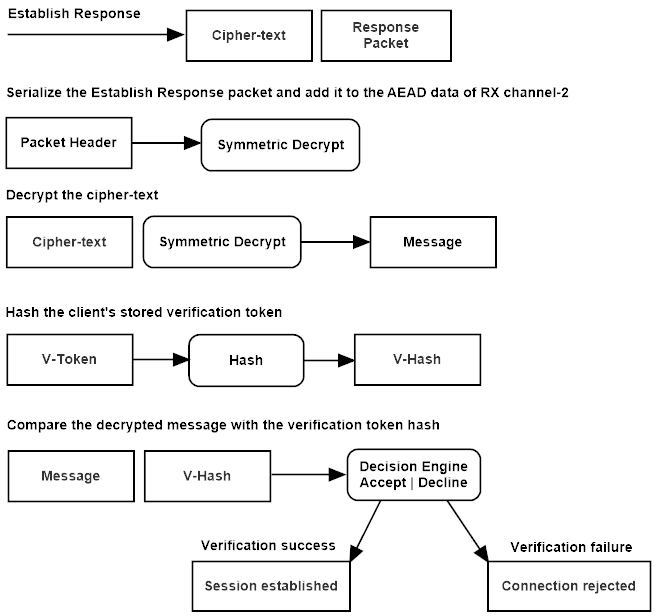 Establish Response
Cipher-text
Response
Packet
Serialize the Establish Response packet and add it to the AEAD data of RX channel-2
Packet Header
Symmetric Decrypt
Decrypt the cipher-text
Cipher-text
Symmetric Decrypt
Message
Hash the client's stored verification token
V-Token
Hash
V-Hash
Compare the decrypted message with the verification token hash
Message
V-Hash
Decision Engine
Accept | Decline
Verification success
Verification failure
Session established
Connection rejected